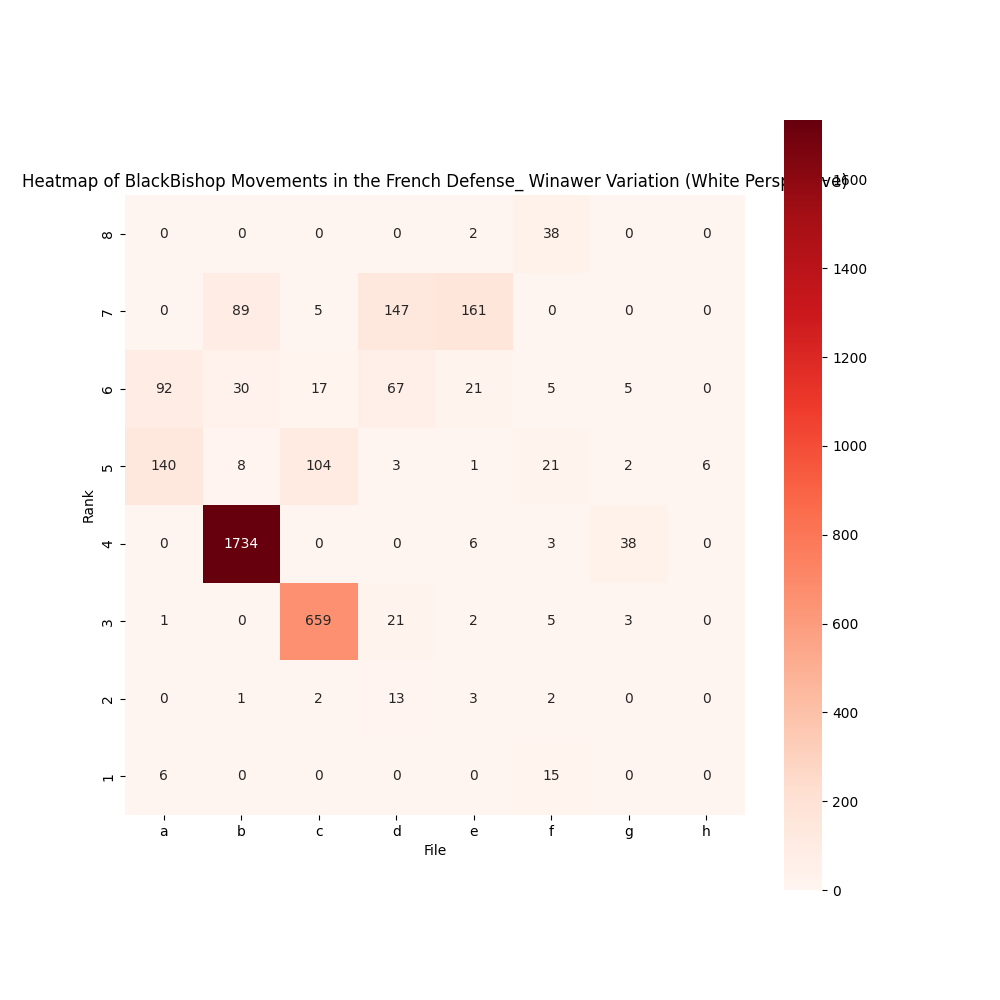 Heatmap of BlackBishop Movements in the French Defense_ Winawer Variation (White Perspective)
1600
8 0 0 0 0 2 38 0 0
1400
7 0 89 5 147 161 0 0 0
1200
6 92 30 17 67 21 5 5 0
1000
5 140 8 104 3 1 21 2 6
800
Rank
4 0 1734 0 0 6 3 38 0
600
3 1 0 659 21 2 5 3 0
400
2 0 1 2 13 3 2 0 0
200
1 6 0 0 0 0 15 0 0
a b c d e f g h
File
0